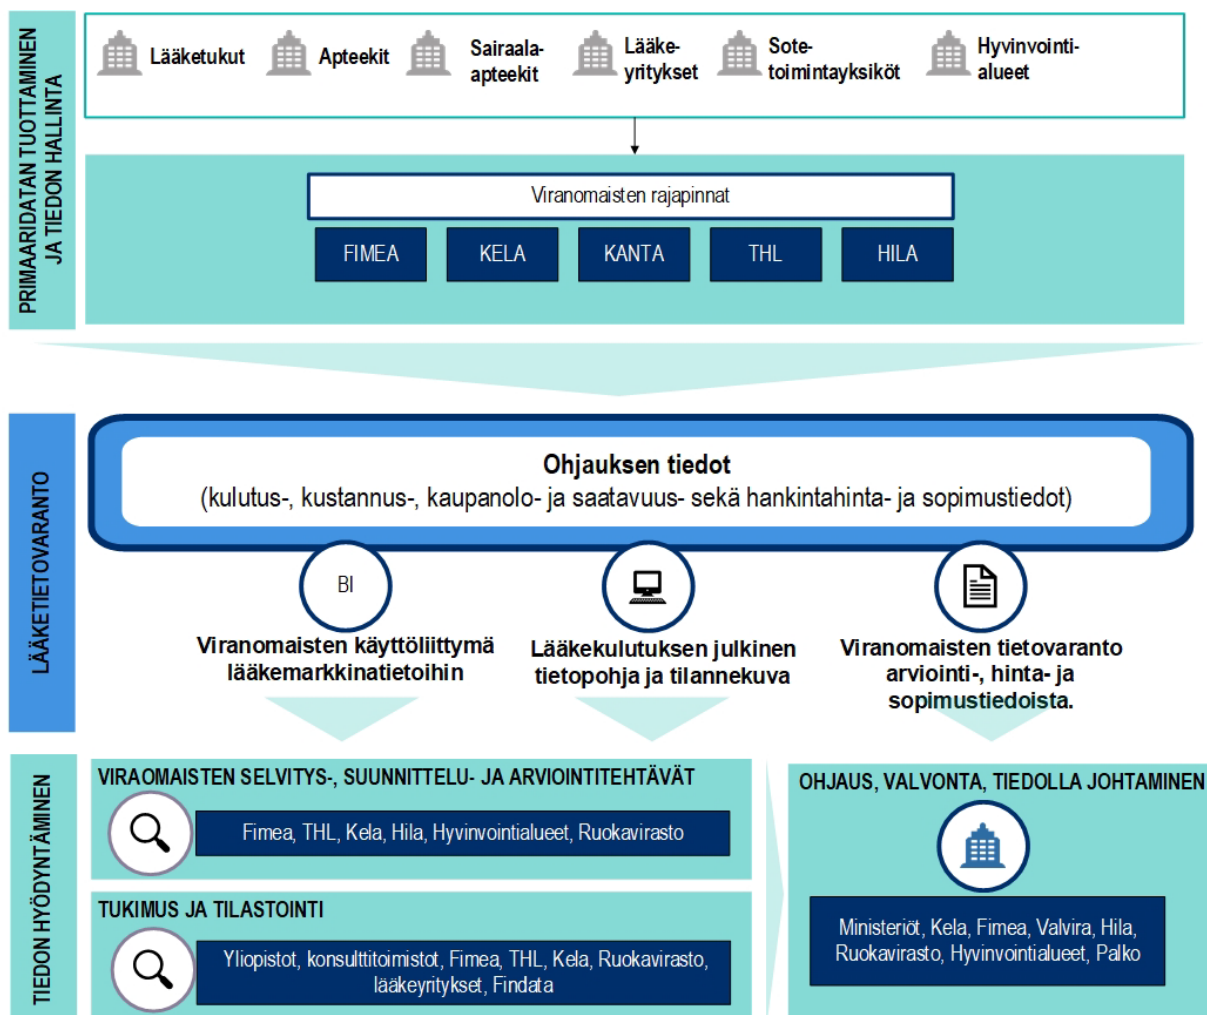 PRIMAARIDATAN TUOTTAMINEN
JA TIEDON HALLINTA
Lääketukut
Apteekit
Sairaala-
apteekit
Lääke-
yritykset
Sote-
toimintayksiköt
Hyvinvointi-
alueet
Viranomaisten rajapinnat
FIMEA
KELA
KANTA
THL
HILA
LÄÄKETIETOVARANTO
Ohjauksen tiedot
(kulutus-, kustannus-, kaupanolo- ja saatavuus- sekä hankintahinta- ja sopimustiedot)
BI
Viranomaisten käyttöliittymä
lääkemarkkinatietoihin
Lääkekulutuksen julkinen
tietopohja ja tilannekuva
Viranomaisten tietovaranto
arviointi-, hinta- ja
sopimustiedoista.
TIEDON HYÖDYNTÄMINEN
VIRAOMAISTEN SELVITYS-, SUUNNITTELU- JA ARVIOINTITEHTÄVÄT
Fimea, THL, Kela, Hila, Hyvinvointialueet, Ruokavirasto
TUKIMUS JA TILASTOINTI
Yliopistot, konsulttitoimistot, Fimea, THL, Kela, Ruokavirasto,
lääkeyritykset, Findata
OHJAUS, VALVONTA, TIEDOLLA JOHTAMINEN
Ministeriöt, Kela, Fimea, Valvira, Hila,
Ruokavirasto, Hyvinvointialueet, Palko